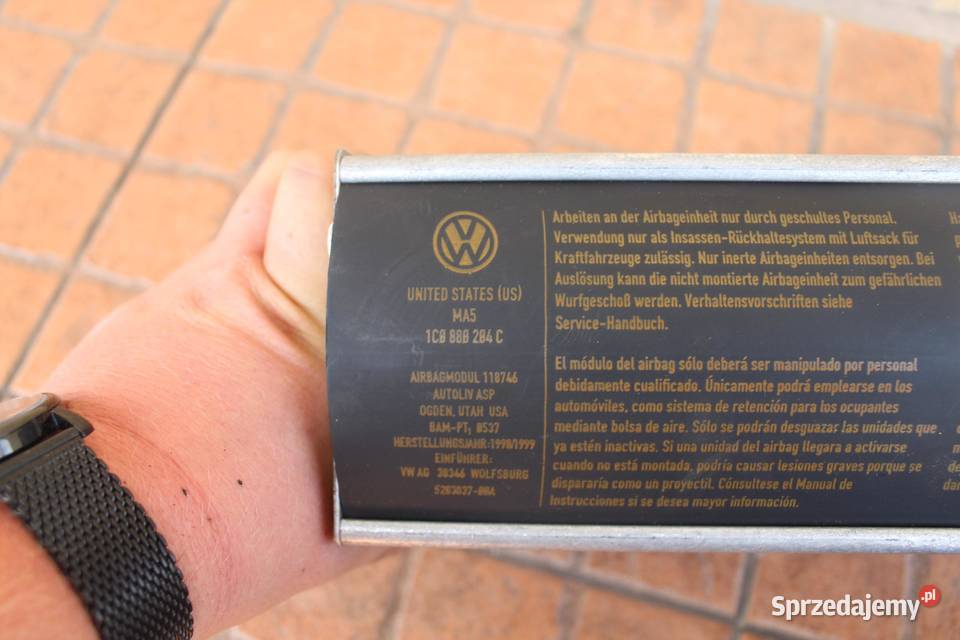 UNITED STATES (US)
MA5
1C0 880 204 C
AIRBAGMODUL 118746
AUTOLIV ASP
OGDEN, UTAH USA
BAM-PT₁ 0537
HERSTELLUNGSJAHR:1998/1999
EINFÜHRER:
VW AG 38346 WOLFSBURG
5203037-00A
Arbeiten an der Airbageinheit nur durch geschultes Personal.
Verwendung nur als Insassen-Rückhaltesystem mit Luftsack für
Kraftfahrzeuge zulässig. Nur inerte Airbageinheiten entsorgen. Bei
Auslösung kann die nicht montierte Airbageinheit zum gefährlichen
Wurfgeschoß werden. Verhaltensvorschriften siehe
Service-Handbuch.
El módulo del airbag sólo deberá ser manipulado por personal
debidamente cualificado. Únicamente podrá emplearse en los
automóviles, como sistema de retención para los ocupantes
mediante bolsa de aire. Sólo se podrán desguazar las unidades que
ya estén inactivas. Si una unidad del airbag llegara a activarse
cuando no está montada, podría causar lesiones graves porque se
dispararía como un proyectil. Cónsultese el Manual de
Instrucciones si se desea mayor información.
Sprzedajemy.pl